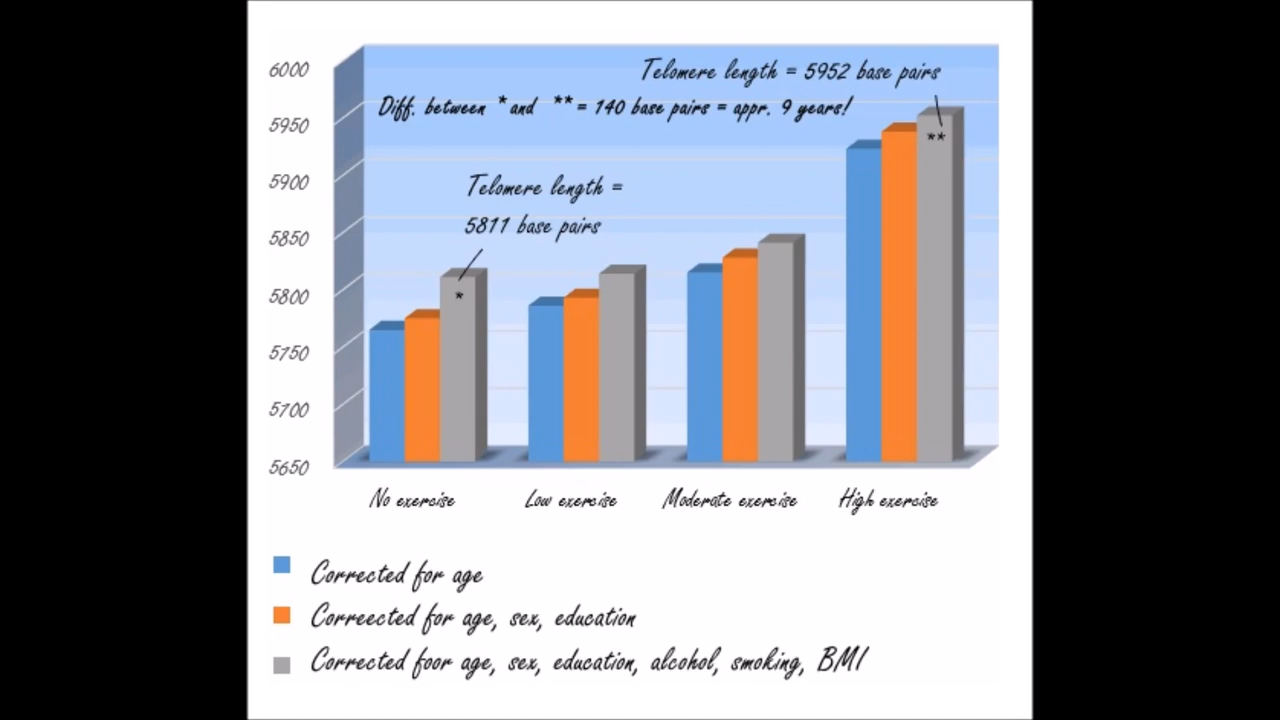 6000
Telomere length = 5952 base pairs
Diff. between * and ** = 140 base pairs = appr. 9 years!
5950
**
5900
Telomere length =
5850
5811 base pairs
5800
*
5750
5700
5650
No exercise
Low exercise
Moderate exercise
High exercise
Corrected for age
Correected for age, sex, education
Corrected foor age, sex, education, alcohol, smoking, BMI